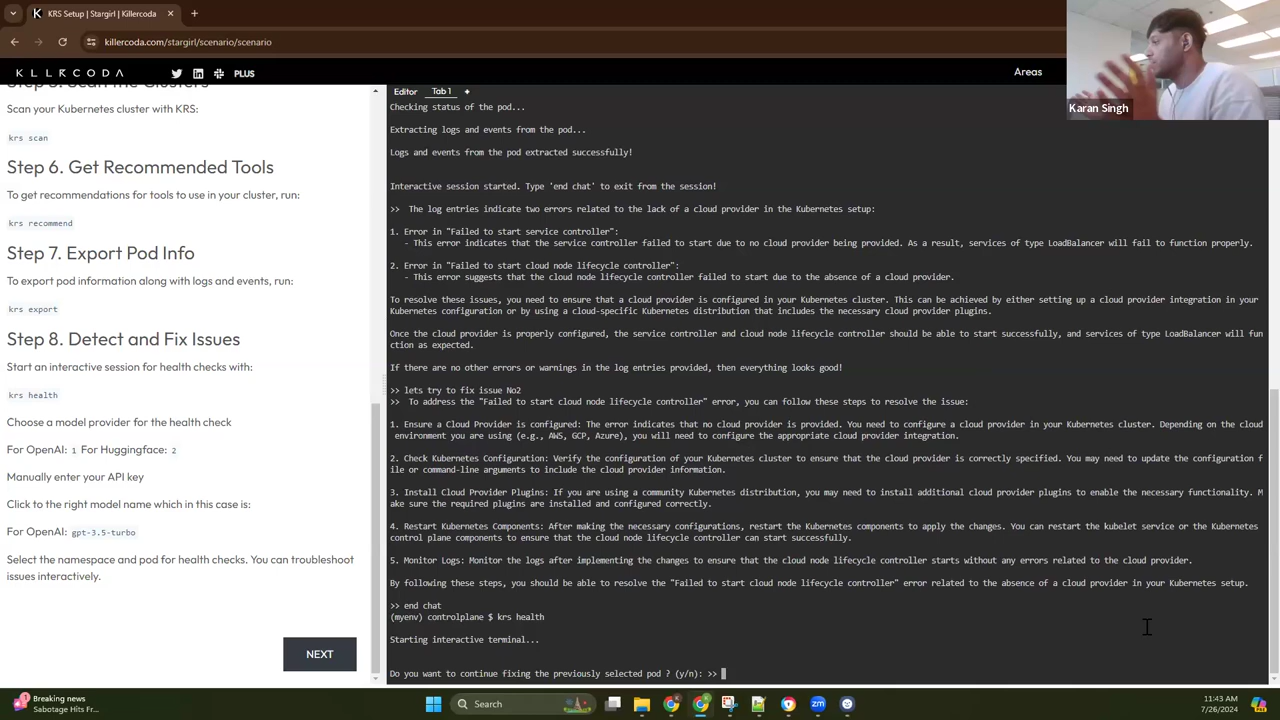 KRS Setup | Stargirl | Killercoda
killercoda.com/stargirl/scenario/scenario
KLLRCODA
PLUS
Areas
Karan Singh
Scan your Kubernetes cluster with KRS:
krs scan
Step 6. Get Recommended Tools
To get recommendations for tools to use in your cluster, run:
krs recommend
Step 7. Export Pod Info
To export pod information along with logs and events, run:
krs export
Step 8. Detect and Fix Issues
Start an interactive session for health checks with:
krs health
Choose a model provider for the health check
For OpenAI: 1 For Huggingface: 2
Manually enter your API key
Click to the right model name which in this case is:
For OpenAI: gpt-3.5-turbo
Select the namespace and pod for health checks. You can troubleshoot
issues interactively.
NEXT
Editor Tab 1 +
Checking status of the pod...
Extracting logs and events from the pod...
Logs and events from the pod extracted successfully!
Interactive session started. Type 'end chat' to exit from the session!
>> The log entries indicate two errors related to the lack of a cloud provider in the Kubernetes setup:
1. Error in "Failed to start service controller":
- This error indicates that the service controller failed to start due to no cloud provider being provided. As a result, services of type LoadBalancer will fail to function properly.
2. Error in "Failed to start cloud node lifecycle controller":
- This error suggests that the cloud node lifecycle controller failed to start due to the absence of a cloud provider.
To resolve these issues, you need to ensure that a cloud provider is configured in your Kubernetes cluster. This can be achieved by either setting up a cloud provider integration in your
Kubernetes configuration or by using a cloud-specific Kubernetes distribution that includes the necessary cloud provider plugins.
Once the cloud provider is properly configured, the service controller and cloud node lifecycle controller should be able to start successfully, and services of type LoadBalancer will fun
ction as expected.
If there are no other errors or warnings in the log entries provided, then everything looks good!
>> lets try to fix issue No2
>> To address the "Failed to start cloud node lifecycle controller" error, you can follow these steps to resolve the issue:
1. Ensure a Cloud Provider is configured: The error indicates that no cloud provider is provided. You need to configure a cloud provider in your Kubernetes cluster. Depending on the cloud
environment you are using (e.g., AWS, GCP, Azure), you will need to configure the appropriate cloud provider integration.
2. Check Kubernetes Configuration: Verify the configuration of your Kubernetes cluster to ensure that the cloud provider is correctly specified. You may need to update the configuration f
ile or command-line arguments to include the cloud provider information.
3. Install Cloud Provider Plugins: If you are using a community Kubernetes distribution, you may need to install additional cloud provider plugins to enable the necessary functionality. M
ake sure the required plugins are installed and configured correctly.
4. Restart Kubernetes Components: After making the necessary configurations, restart the Kubernetes components to apply the changes. You can restart the kubelet service or the Kubernetes
control plane components to ensure that the cloud node lifecycle controller can start successfully.
5. Monitor Logs: Monitor the logs after implementing the changes to ensure that the cloud node lifecycle controller starts without any errors related to the cloud provider.
By following these steps, you should be able to resolve the "Failed to start cloud node lifecycle controller" error related to the absence of a cloud provider in your Kubernetes setup.
>> end chat
(myenv) controlplane $ krs health
Starting interactive terminal...
Do you want to continue fixing the previously selected pod ? (y/n): >>
1
Breaking news
Sabotage Hits Fr...
Search
zm
11:43 AM
7/26/2024